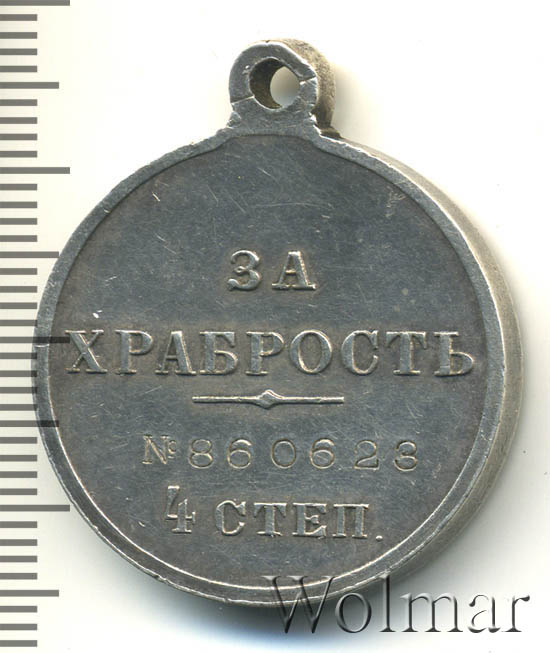 ЗА
ХРАБРОСТЬ
№860623
4 СТЕП.
Wolmar